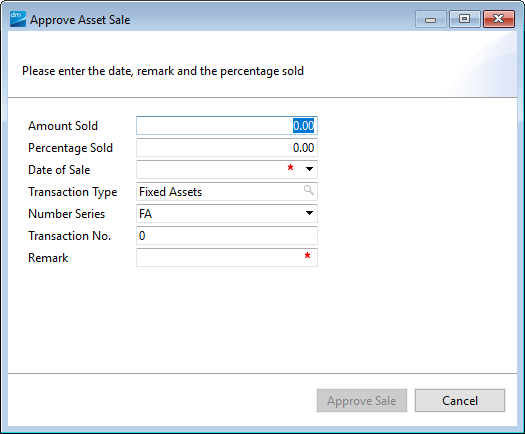 dm Approve Asset Sale
Please enter the date, remark and the percentage sold
Amount Sold 0.00
Percentage Sold 0.00
Date of Sale *
Transaction Type Fixed Assets
Number Series FA
Transaction No. 0
Remark *
Approve Sale Cancel